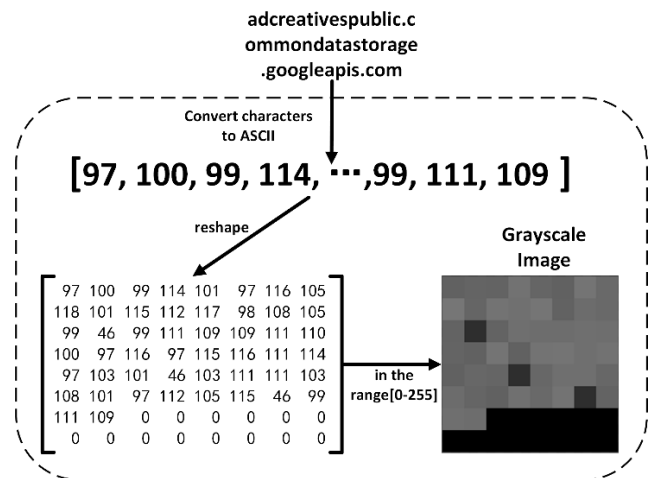 adcreativespublic.c
ommondatastorage
.googleapis.com
Convert characters
to ASCII
[97, 100, 99, 114, ···,99, 111, 109 ]
reshape
Grayscale
Image
97 100 99 114 101 97 116 105
118 101 115 112 117 98 108 105
99 46 99 111 109 109 111 110
100 97 116 97 115 116 111 114
97 103 101 46 103 111 111 103
108 101 97 112 105 115 46 99
111 109 0 0 0 0 0 0
0 0 0 0 0 0 0 0
in the
range[0-255]